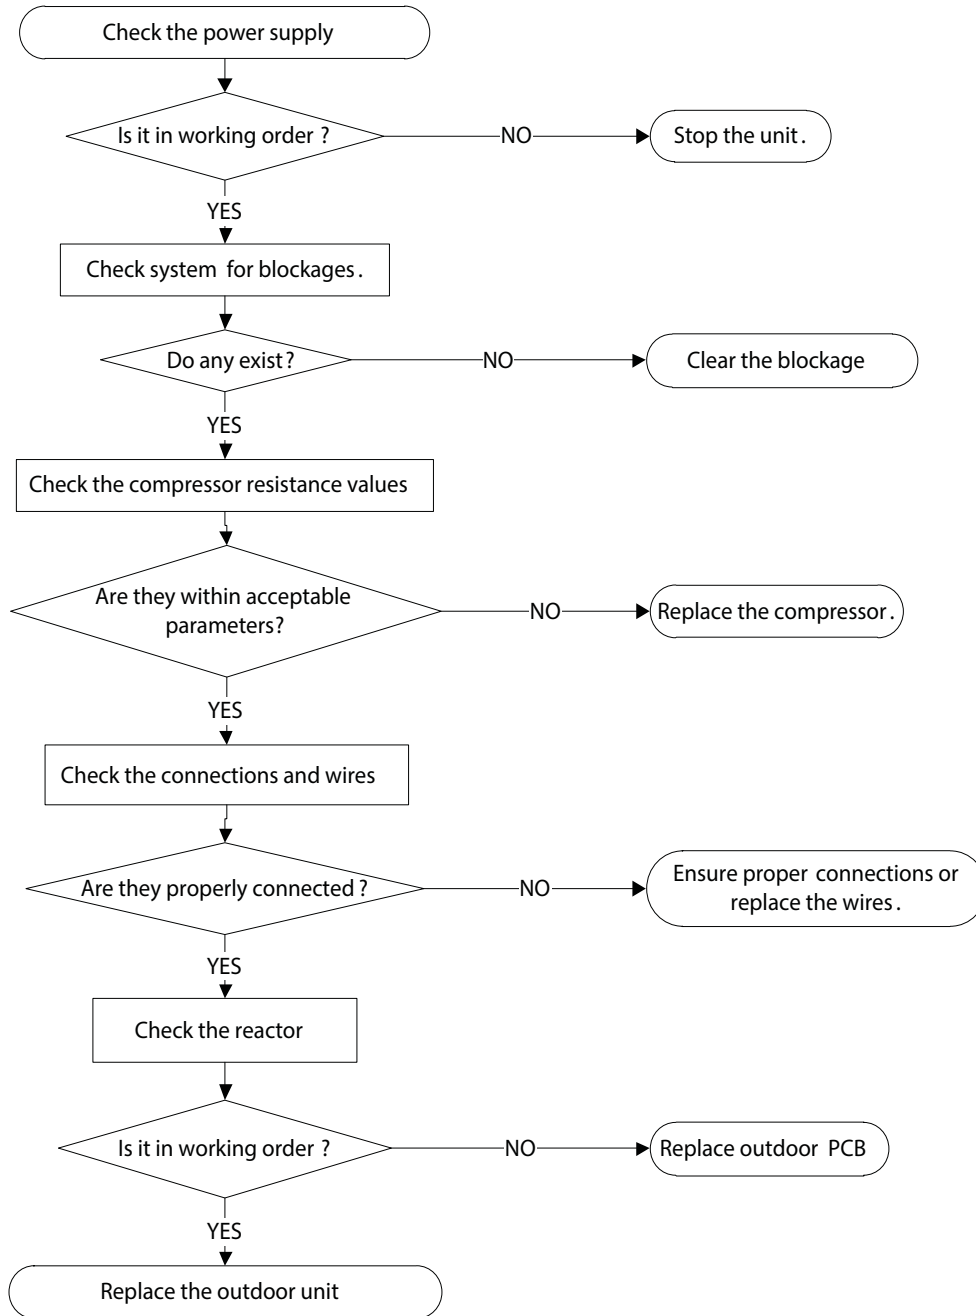 Check the power supply
Is it in working order ?
NO
Stop the unit .
YES
Check system for blockages .
Do any exist?
NO
Clear the blockage
YES
Check the compressor resistance values
Are they within acceptable
parameters?
NO
Replace the compressor .
YES
Check the connections and wires
Are they properly connected ?
NO
Ensure proper connections or
replace the wires .
YES
Check the reactor
Is it in working order ?
NO
Replace outdoor PCB
YES
Replace the outdoor unit